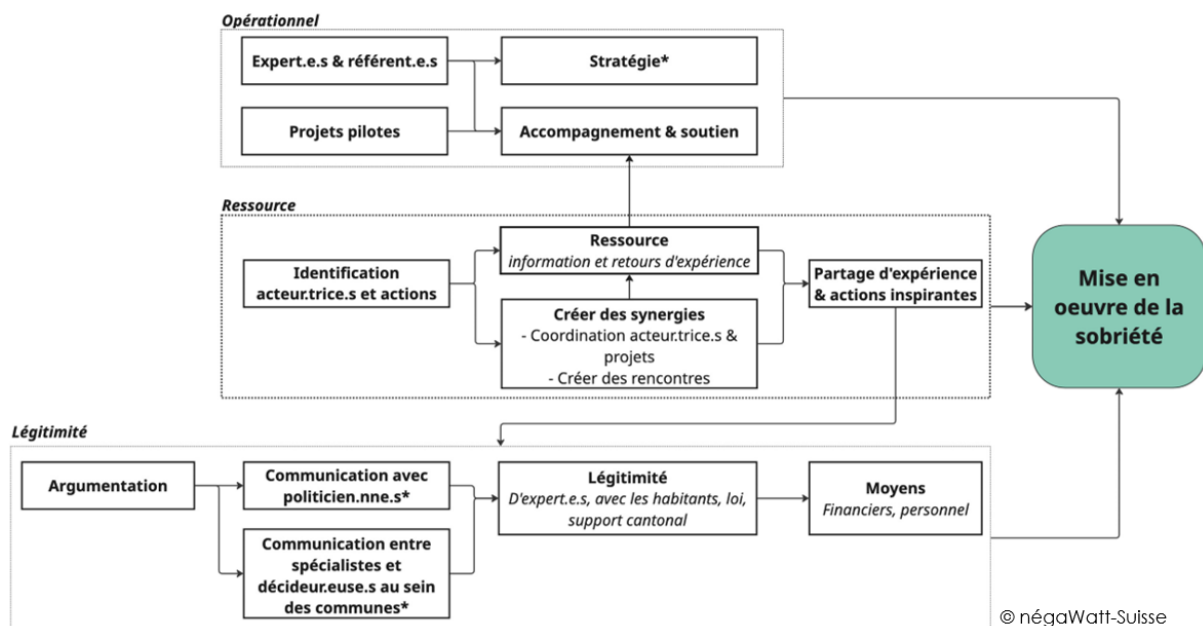 Opérationnel
Expert.e.s & référent.e.s
Stratégie*
Projets pilotes
Accompagnement & soutien
Ressource
Identification
acteur.trice.s et actions
Ressource
information et retours d'expérience
Créer des synergies
- Coordination acteur.trice.s &
projets
- Créer des rencontres
Partage d'expérience
& actions inspirantes
Mise en
oeuvre de la
sobriété
Légitimité
Argumentation
Communication avec
politicien.nne.s*
Communication entre
spécialistes et
décideur.euse.s au sein
des communes*
Légitimité
D'expert.e.s, avec les habitants, loi,
support cantonal
Moyens
Financiers, personnel
© négaWatt-Suisse